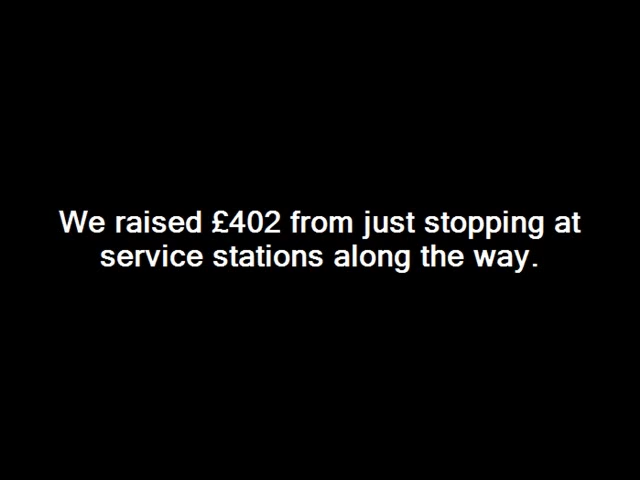 We raised £402 from just stopping at
service stations along the way.